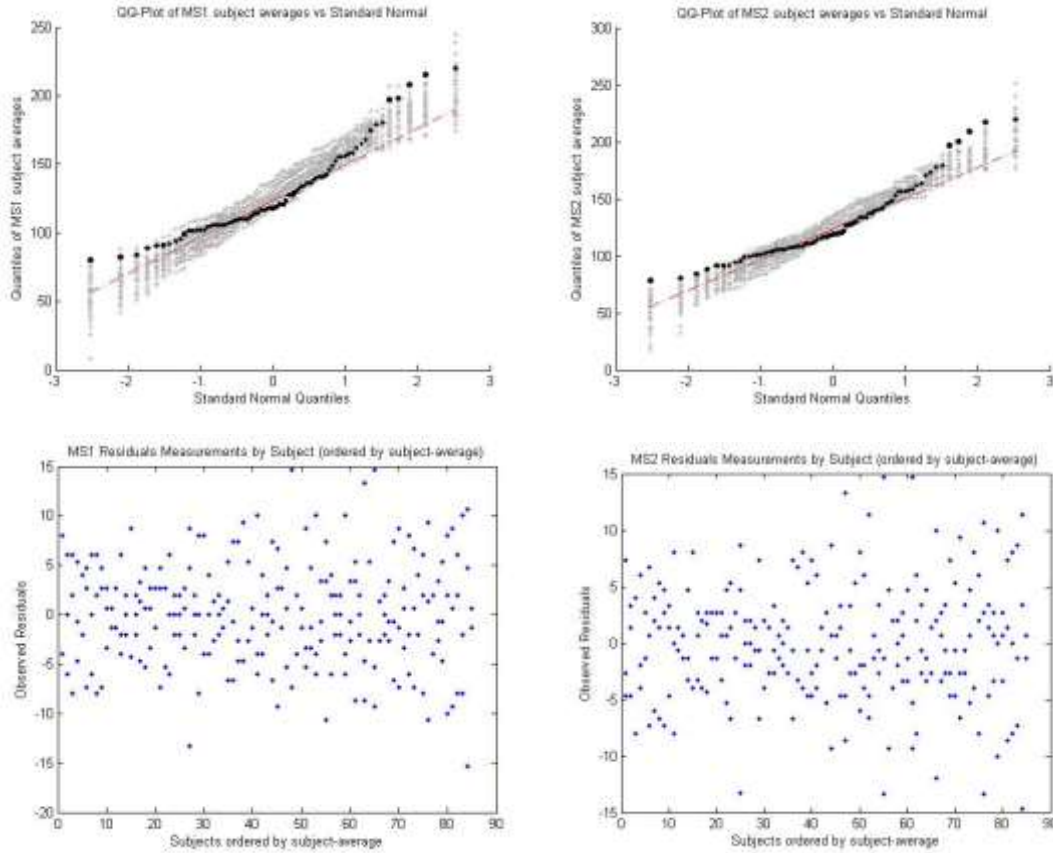 QQ-Plot of MS1 subject averages vs Standard Normal
Quantiles of MS1 subject averages
250
200
150
100
50
0
-3 -2 -1 0 1 2 3
Standard Normal Quantiles
QQ-Plot of MS2 subject averages vs Standard Normal
Quantiles of MS2 subject averages
300
250
200
150
100
50
0
-3 -2 -1 0 1 2 3
Standard Normal Quantiles
MS1 Residuals Measurements by Subject (ordered by subject-average)
Observed Residuals
15
10
5
0
-5
-10
-15
-20
0 10 20 30 40 50 60 70 80 90
Subjects ordered by subject-average
MS2 Residuals Measurements by Subject (ordered by subject-average)
Observed Residuals
15
10
5
0
-5
-10
-15
0 10 20 30 40 50 60 70 80 90
Subjects ordered by subject-average